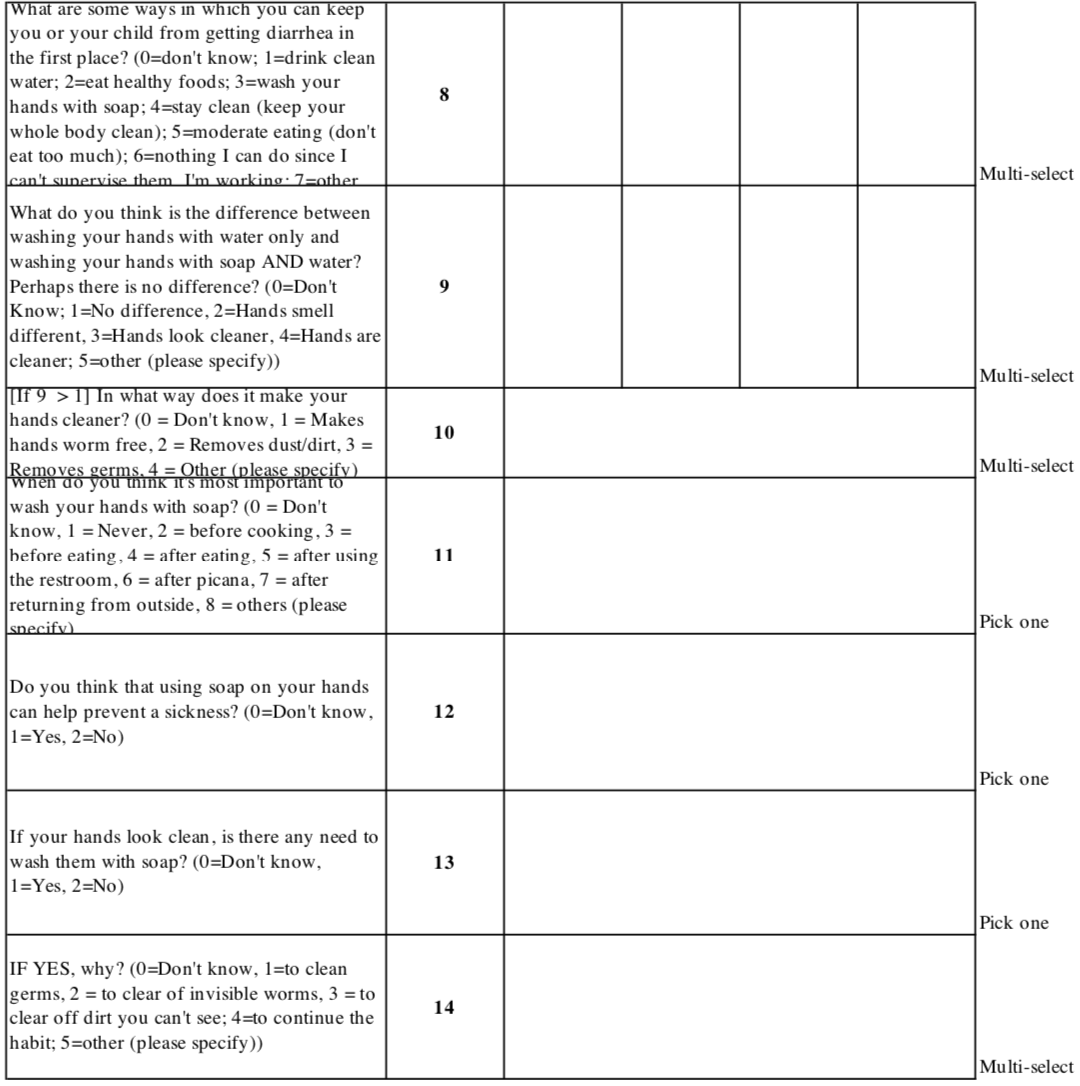 What are some ways in which you can keep
you or your child from getting diarrhea in
the first place? (0=don't know; 1=drink clean
water; 2=eat healthy foods; 3=wash your
hands with soap; 4=stay clean (keep your
whole body clean); 5=moderate eating (don't
eat too much); 6=nothing I can do since I
can't supervise them, I'm working; 7=other
8
Multi-select
What do you think is the difference between
washing your hands with water only and
washing your hands with soap AND water?
Perhaps there is no difference? (0=Don't
Know; 1=No difference, 2=Hands smell
different, 3=Hands look cleaner, 4=Hands are
cleaner; 5=other (please specify))
9
Multi-select
[If 9 > 1] In what way does it make your
hands cleaner? (0 = Don't know, 1 = Makes
hands worm free, 2 = Removes dust/dirt, 3 =
Removes germs, 4 = Other (please specify)
10
Multi-select
When do you think it's most important to
wash your hands with soap? (0 = Don't
know, 1 = Never, 2 = before cooking, 3 =
before eating, 4 = after eating, 5 = after using
the restroom, 6 = after picana, 7 = after
returning from outside, 8 = others (please
specify)
11
Pick one
Do you think that using soap on your hands
can help prevent a sickness? (0=Don't know,
1=Yes, 2=No)
12
Pick one
If your hands look clean, is there any need to
wash them with soap? (0=Don't know,
1=Yes, 2=No)
13
Pick one
IF YES, why? (0=Don't know, 1=to clean
germs, 2 = to clear of invisible worms, 3 = to
clear off dirt you can't see; 4=to continue the
habit; 5=other (please specify))
14
Multi-select